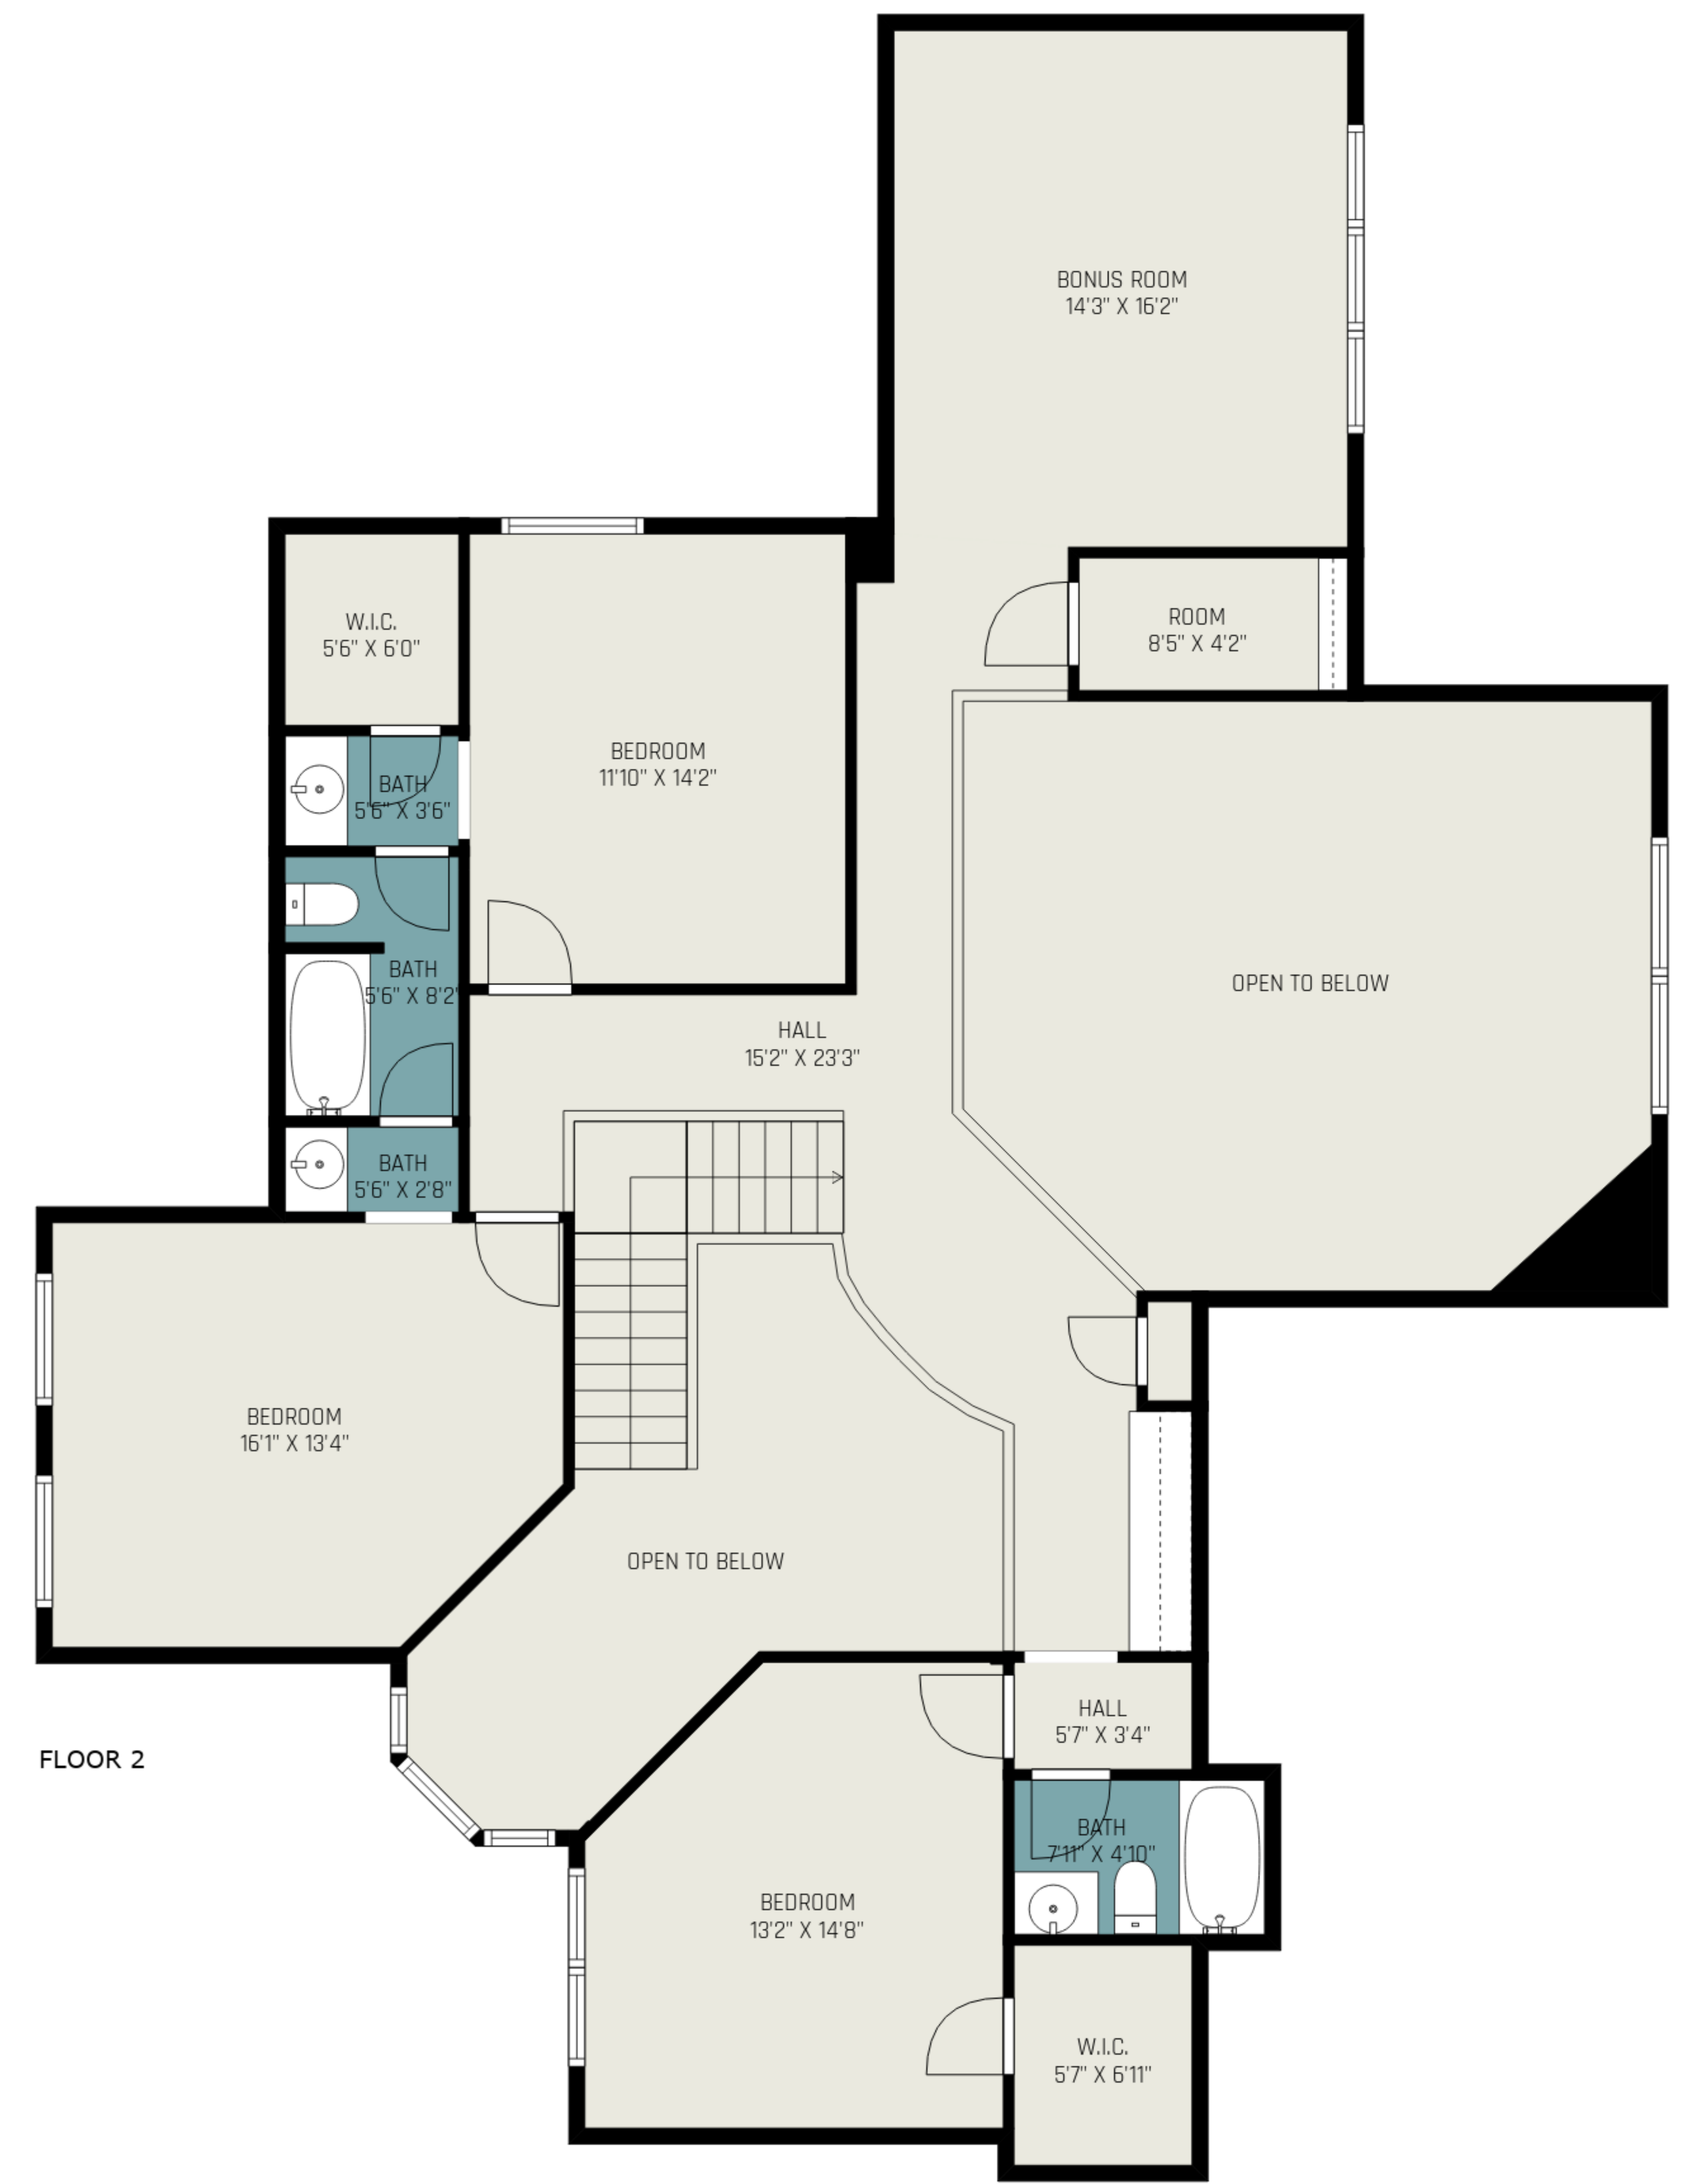 BONUS ROOM
14'3" X 16'2"
W.I.C.
5'6" X 6'0"
ROOM
8'5" X 4'2"
BEDROOM
11'10" X 14'2"
BATH
5'6" X 3'6"
BATH
5'6" X 8'2"
OPEN TO BELOW
HALL
15'2" X 23'3"
BATH
5'6" X 2'8"
BEDROOM
16'1" X 13'4"
OPEN TO BELOW
HALL
5'7" X 3'4"
FLOOR 2
BATH
7'11" X 4'10"
BEDROOM
13'2" X 14'8"
W.I.C.
5'7" X 6'11"